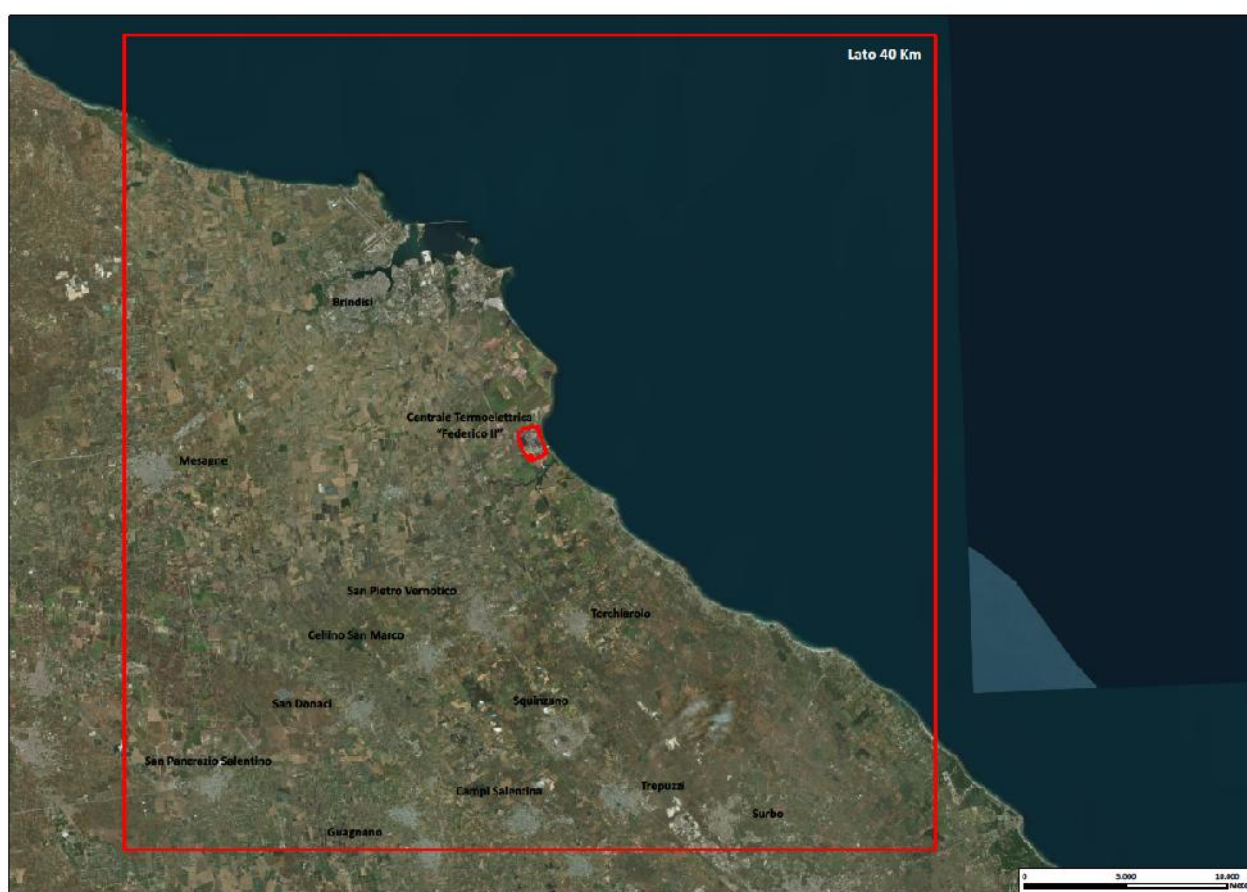 Lato 40 Km
Brindisi
Centrale Termoelettrica
"Federico II"
Mesagne
San Pietro Vernotico
Torchiarolo
Cellino San Marco
San Donaci
Squinzano
San Pancrazio Salentino
Campi Salentina
Trepuzzi
Surbo
Guagnano
0 5.000 10.000